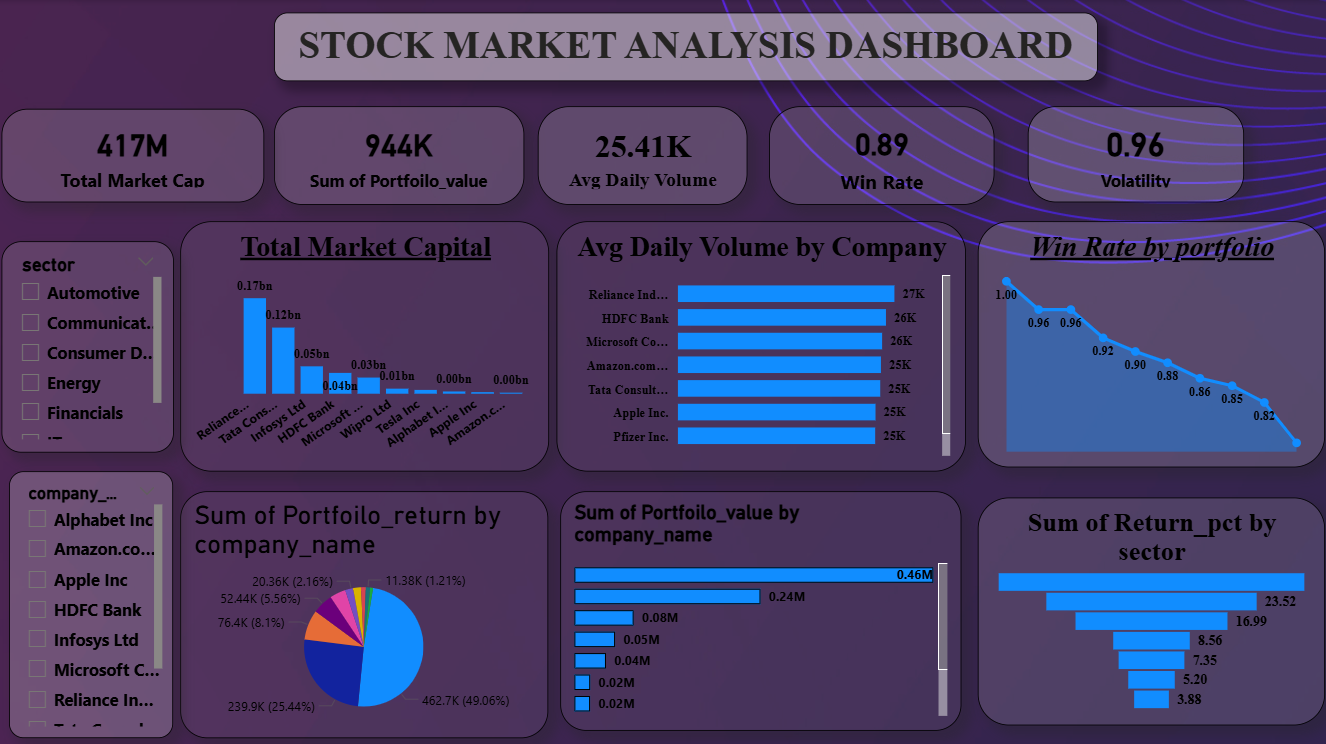 STOCK MARKET ANALYSIS DASHBOARD
417M
Total Market Cap
944K
Sum of Portfoilo_value
25.41K
Avg Daily Volume
0.89
Win Rate
0.96
Volatility
sector
Automotive
Communicat...
Consumer D...
Energy
Financials
company_...
Alphabet Inc
Amazon.co...
Apple Inc
HDFC Bank
Infosys Ltd
Microsoft C...
Reliance In...
Total Market Capital
0.17bn
0.12bn
0.05bn
0.04bn
0.03bn
0.01bn
0.00bn
0.00bn
Reliance...
Tata Cons...
Infosys Ltd
HDFC Bank
Microsoft ...
Wipro Ltd
Tesla Inc
Alphabet I...
Apple Inc
Amazon.c...
Avg Daily Volume by Company
Reliance Ind... 27K
HDFC Bank 26K
Microsoft Co... 26K
Amazon.com... 25K
Tata Consult... 25K
Apple Inc. 25K
Pfizer Inc. 25K
Win Rate by portfolio
1.00
0.96
0.96
0.92
0.90
0.88
0.86
0.85
0.82
Sum of Portfoilo_return by
company_name
20.36K (2.16%)
11.38K (1.21%)
52.44K (5.56%)
76.4K (8.1%)
239.9K (25.44%)
462.7K (49.06%)
Sum of Portfoilo_value by
company_name
0.46M
0.24M
0.08M
0.05M
0.04M
0.02M
0.02M
Sum of Return_pct by
sector
23.52
16.99
8.56
7.35
5.20
3.88